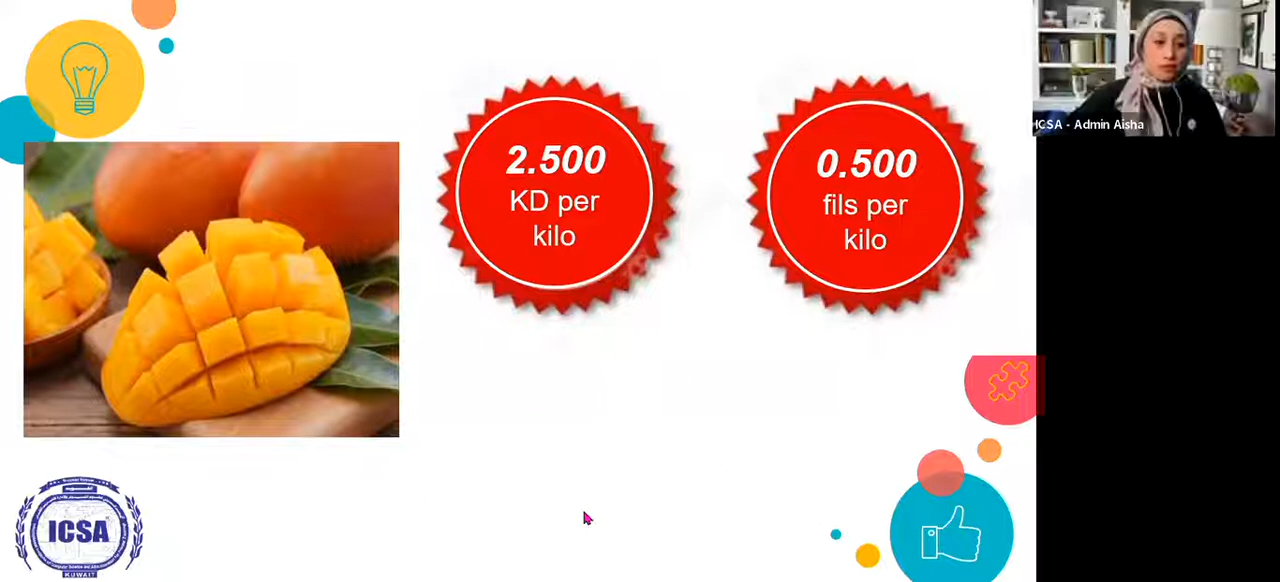 2.500
KD per
kilo
0.500
fils per
kilo
ICSA - Admin Aisha
ICSA
KUWAIT